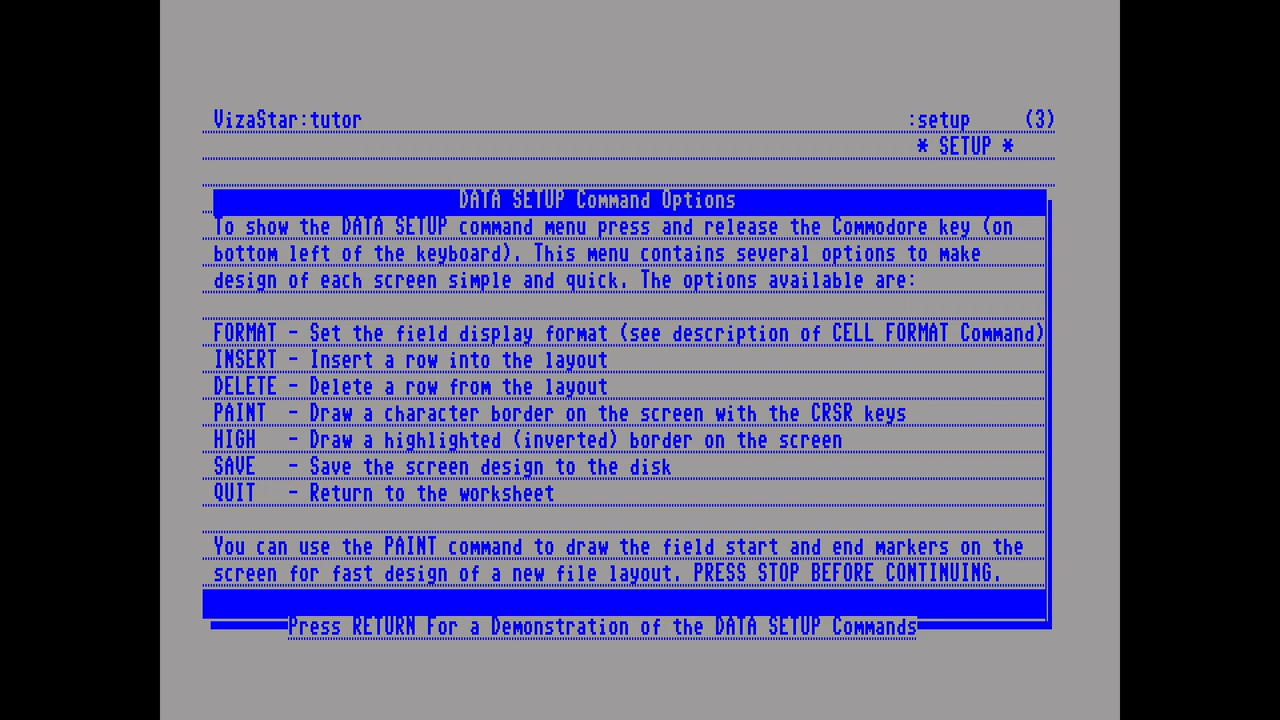 VizaStar:tutor :setup (3)
* SETUP *
DATA SETUP Command Options
To show the DATA SETUP command menu press and release the Commodore key (on
bottom left of the keyboard). This menu contains several options to make
design of each screen simple and quick. The options available are:
FORMAT - Set the field display format (see description of CELL FORMAT Command)
INSERT - Insert a row into the layout
DELETE - Delete a row from the layout
PAINT - Draw a character border on the screen with the CRSR keys
HIGH - Draw a highlighted (inverted) border on the screen
SAVE - Save the screen design to the disk
QUIT - Return to the worksheet
You can use the PAINT command to draw the field start and end markers on the
screen for fast design of a new file layout. PRESS STOP BEFORE CONTINUING.
Press RETURN For a Demonstration of the DATA SETUP Commands